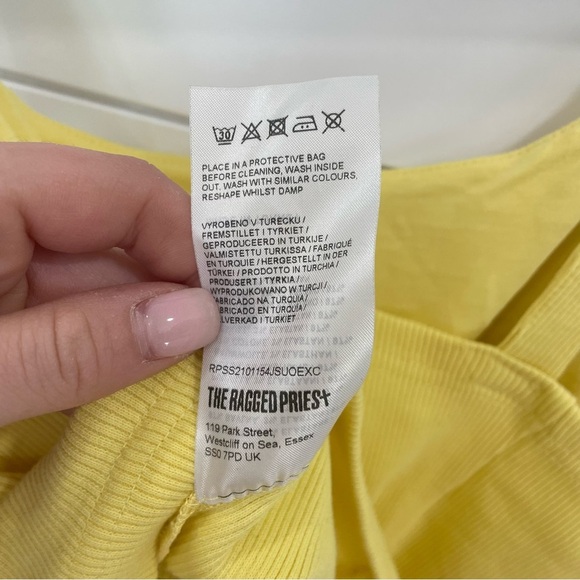 30
PLACE IN A PROTECTIVE BAG
BEFORE CLEANING, WASH INSIDE
OUT. WASH WITH SIMILAR COLOURS,
RESHAPE WHILST DAMP
VYROBENO V TURECKU /
FREMSTILLET I TYRKIET /
GEPRODUCEERD IN TURKIJE /
VALMISTETTU TURKISSA / FABRIQUÉ
EN TURQUIE / HERGESTELLT IN DER
TÜRKEI / PRODOTTO IN TURCHIA /
PRODUSERT I TYRKIA /
WYPRODUKOWANO W TURCJI /
FABRICADO NA TURQUIA /
FABRICADO EN TURQUÍA /
TILLVERKAD I TURKIET
RPSS2101154JSUOEXC
THE RAGGED PRIEST
119 Park Street,
Westcliff on Sea, Essex
SS0 7PD UK